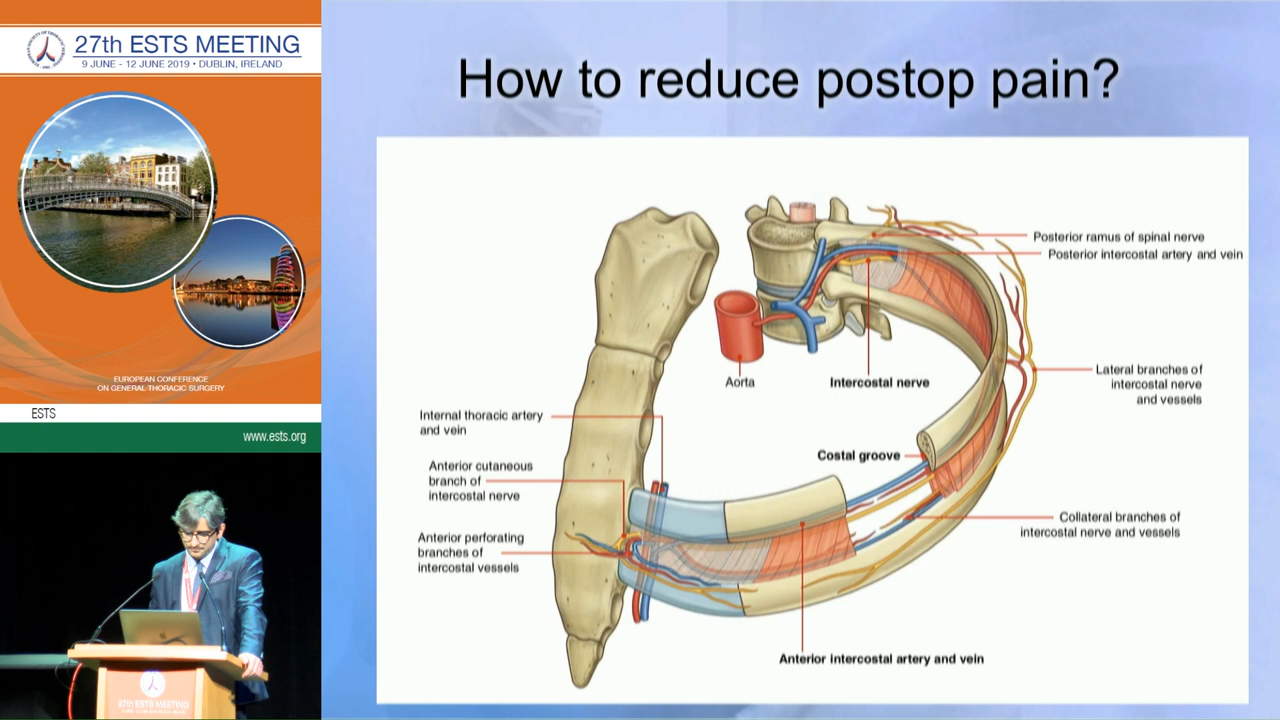 27th ESTS MEETING
9 JUNE - 12 JUNE 2019 • DUBLIN, IRELAND
EUROPEAN CONFERENCE
ON GENERAL THORACIC SURGERY
ESTS
www.ests.org
27th ESTS MEETING
How to reduce postop pain?
Posterior ramus of spinal nerve
Posterior intercostal artery and vein
Aorta
Intercostal nerve
Lateral branches of
intercostal nerve
and vessels
Internal thoracic artery
and vein
Costal groove
Anterior cutaneous
branch of
intercostal nerve
Collateral branches of
intercostal nerve and vessels
Anterior perforating
branches of
intercostal vessels
Anterior intercostal artery and vein